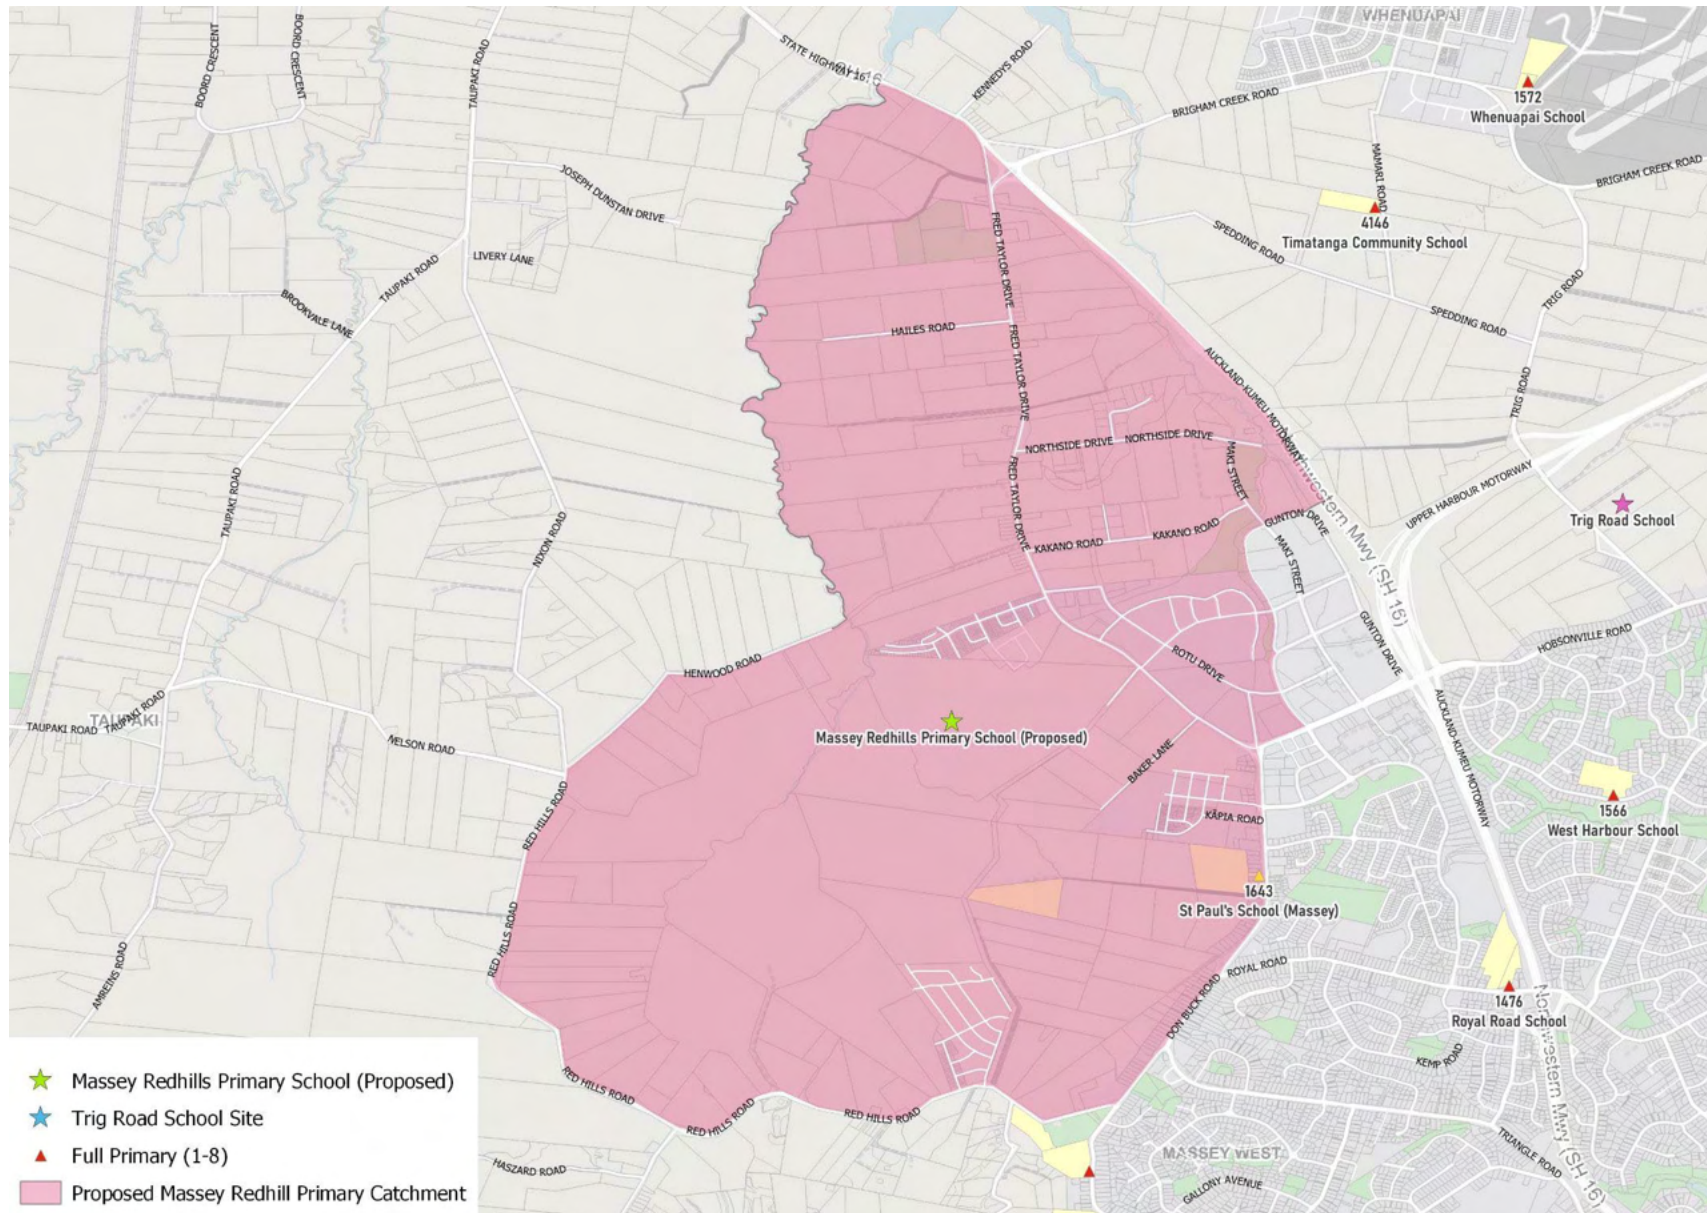 WHENUAPAI
BOORD CRESCENT
BOORD CRESCENT
TAUPAKI ROAD
STATE HIGHWAY 16
SH 16
KENNEDYS ROAD
BRIGHAM CREEK ROAD
1572
Whenuapai School
MAMARI ROAD
BRIGHAM CREEK ROAD
JOSEPH DUNSTAN DRIVE
4146
Timatanga Community School
FRED TAYLOR DRIVE
SPEDDING ROAD
LIVERY LANE
TAUPAKI ROAD
TRIG ROAD
BROOKVALE LANE
HAILES ROAD
SPEDDING ROAD
FRED TAYLOR DRIVE
AUCKLAND-KUMEU MOTORWAY
TRIG ROAD
NORTHSIDE DRIVE
NORTHSIDE DRIVE
MAKI STREET
Northwestern Mwy (SH 16)
TAUPAKI ROAD
FRED TAYLOR DRIVE
UPPER HARBOUR MOTORWAY
Trig Road School
NIXON ROAD
KAKANO ROAD
KAKANO ROAD
GUNTON DRIVE
MAKI STREET
GUNTON DRIVE
HOBSONVILLE ROAD
HENWOOD ROAD
ROTU DRIVE
TAUPAKI ROAD
TAUPAKI ROAD
TAUPAKI
NELSON ROAD
Massey Redhills Primary School (Proposed)
AUCKLAND-KUMEU MOTORWAY
BAKER LANE
RED HILLS ROAD
KĀPIA ROAD
1566
West Harbour School
1643
St Paul's School (Massey)
RED HILLS ROAD
AMREINS ROAD
ROYAL ROAD
DON BUCK ROAD
1476
Royal Road School
Northwestern Mwy (SH 16)
KEMP ROAD
RED HILLS ROAD
RED HILLS ROAD
RED HILLS ROAD
HASZARD ROAD
MASSEY WEST
TRIANGLE ROAD
GALLONY AVENUE
Massey Redhills Primary School (Proposed)
Trig Road School Site
Full Primary (1-8)
Proposed Massey Redhill Primary Catchment